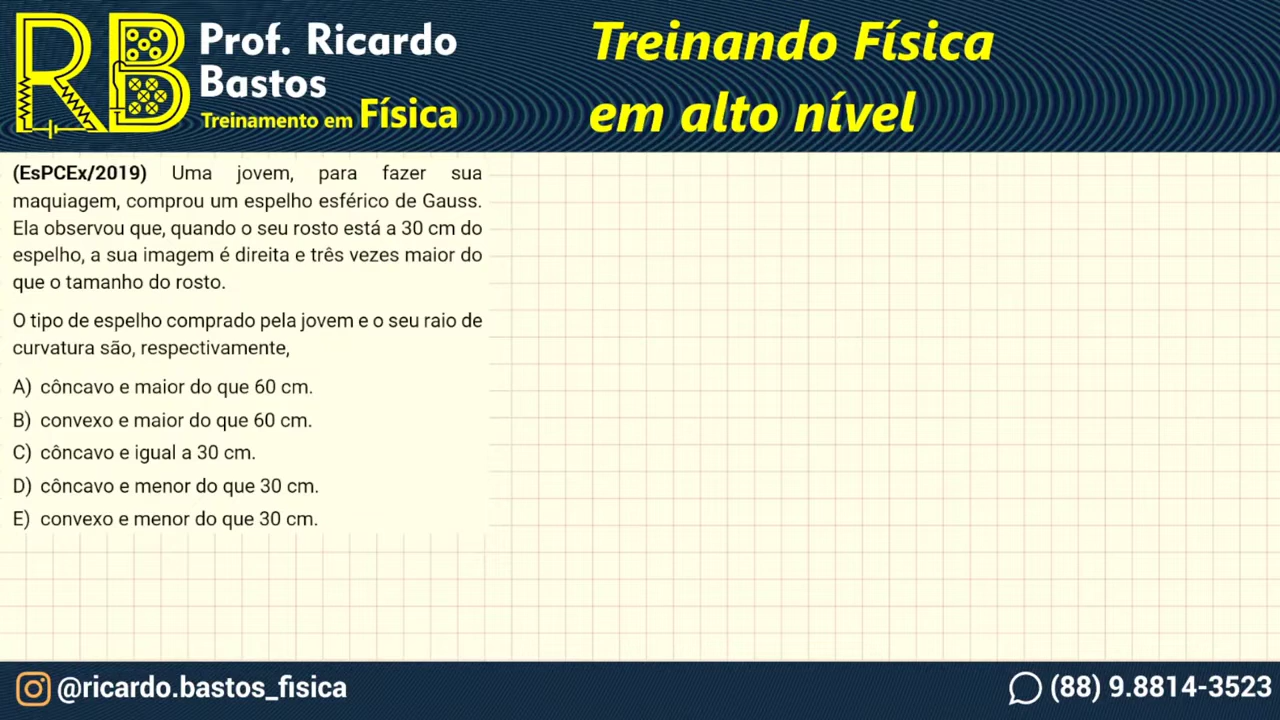 RB
Prof. Ricardo
Bastos
Treinamento em Física
Treinando Física
em alto nível
(EsPCEx/2019) Uma jovem, para fazer sua
maquiagem, comprou um espelho esférico de Gauss.
Ela observou que, quando o seu rosto está a 30 cm do
espelho, a sua imagem é direita e três vezes maior do
que o tamanho do rosto.
O tipo de espelho comprado pela jovem e o seu raio de
curvatura são, respectivamente,
A) côncavo e maior do que 60 cm.
B) convexo e maior do que 60 cm.
C) côncavo e igual a 30 cm.
D) côncavo e menor do que 30 cm.
E) convexo e menor do que 30 cm.
@ricardo.bastos_fisica
(88) 9.8814-3523